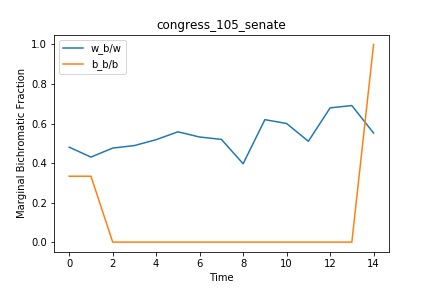 congress_105_senate
w_b/w
b_b/b
Marginal Bichromatic Fraction
1.0
0.8
0.6
0.4
0.2
0.0
0 2 4 6 8 10 12 14
Time